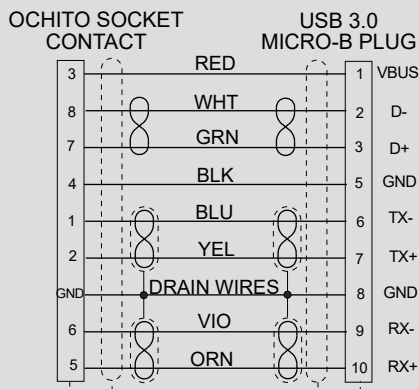 OCHITO SOCKET CONTACT
USB 3.0 MICRO-B PLUG
3 RED 1 VBUS
8 WHT 2 D-
7 GRN 3 D+
4 BLK 5 GND
1 BLU 6 TX-
2 YEL 7 TX+
GND DRAIN WIRES 8 GND
6 VIO 9 RX-
5 ORN 10 RX+